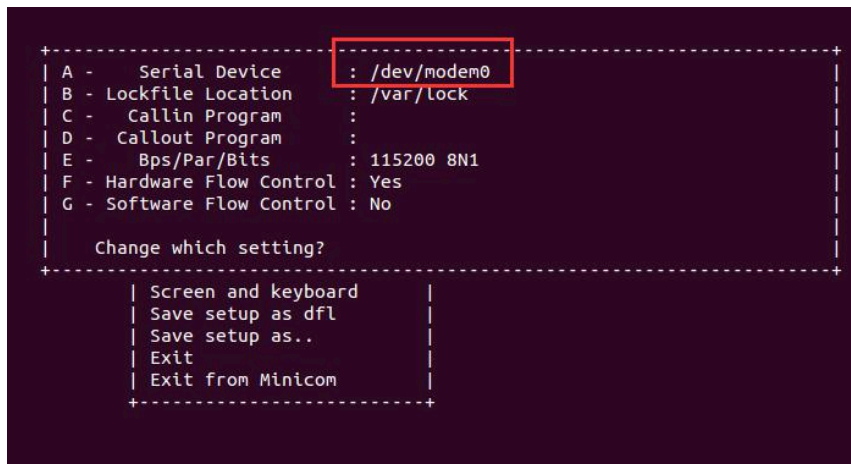 +---------------------------------------------------------------------+
| A -    Serial Device      : /dev/modem0                              |
| B - Lockfile Location     : /var/lock                                |
| C -   Callin Program      :                                          |
| D -  Callout Program      :                                          |
| E -    Bps/Par/Bits       : 115200 8N1                               |
| F - Hardware Flow Control : Yes                                      |
| G - Software Flow Control : No                                       |
|                                                                      |
|    Change which setting?                                             |
+---------------------------------------------------------------------+
| Screen and keyboard      |
| Save setup as dfl        |
| Save setup as..          |
| Exit                     |
| Exit from Minicom        |
+--------------------------+